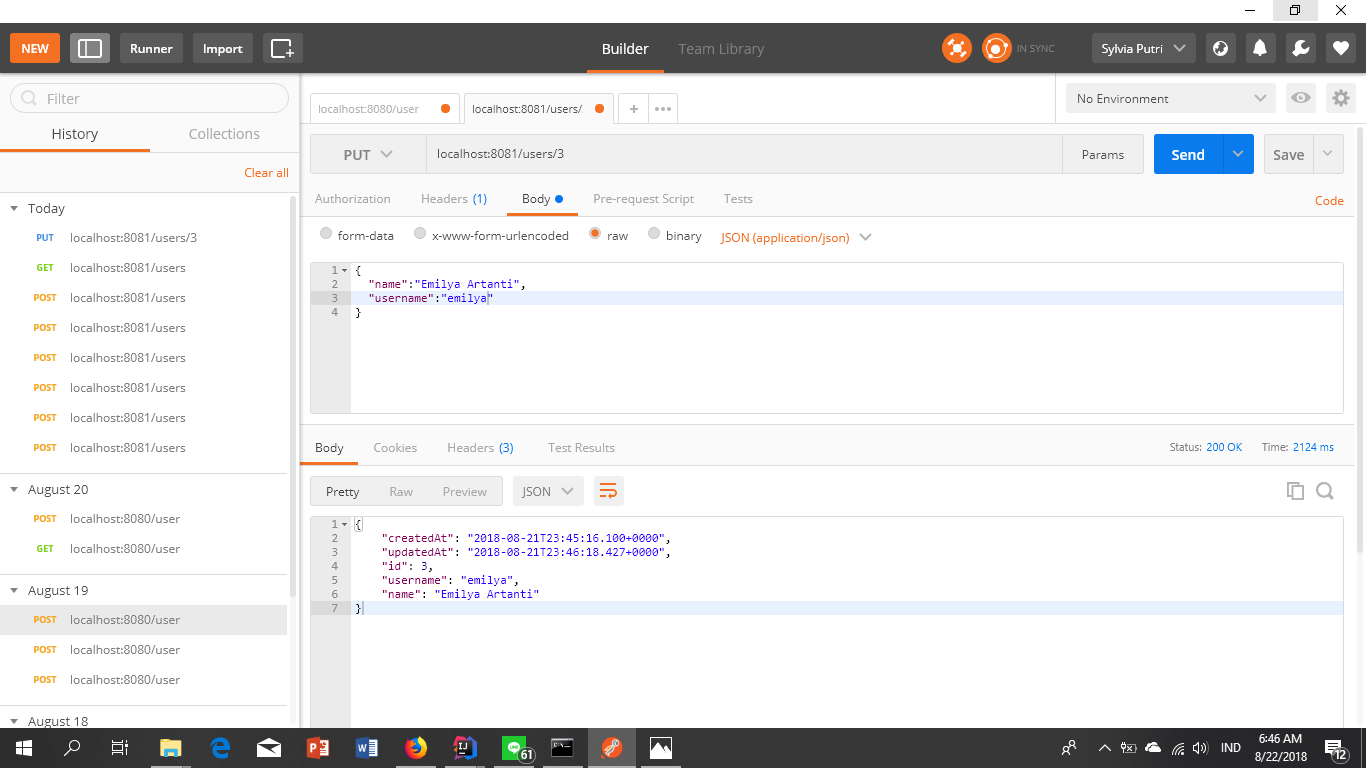 NEW Runner Import Builder Team Library IN SYNC Sylvia Putri
Filter
History Collections
Clear all
Today
PUT localhost:8081/users/3
GET localhost:8081/users
POST localhost:8081/users
POST localhost:8081/users
POST localhost:8081/users
POST localhost:8081/users
POST localhost:8081/users
POST localhost:8081/users
August 20
POST localhost:8080/user
GET localhost:8080/user
August 19
POST localhost:8080/user
POST localhost:8080/user
POST localhost:8080/user
August 18
localhost:8080/user localhost:8081/users/ + ••• No Environment
PUT localhost:8081/users/3 Params Send Save
Authorization Headers (1) Body Pre-request Script Tests Code
form-data x-www-form-urlencoded raw binary JSON (application/json)
1 {
2 "name":"Emilya Artanti",
3 "username":"emilya"
4 }
Body Cookies Headers (3) Test Results Status: 200 OK Time: 2124 ms
Pretty Raw Preview JSON
1 {
2 "createdAt": "2018-08-21T23:45:16.100+0000",
3 "updatedAt": "2018-08-21T23:46:18.427+0000",
4 "id": 3,
5 "username": "emilya",
6 "name": "Emilya Artanti"
7 }
61 IND 6:46 AM
8/22/2018 12